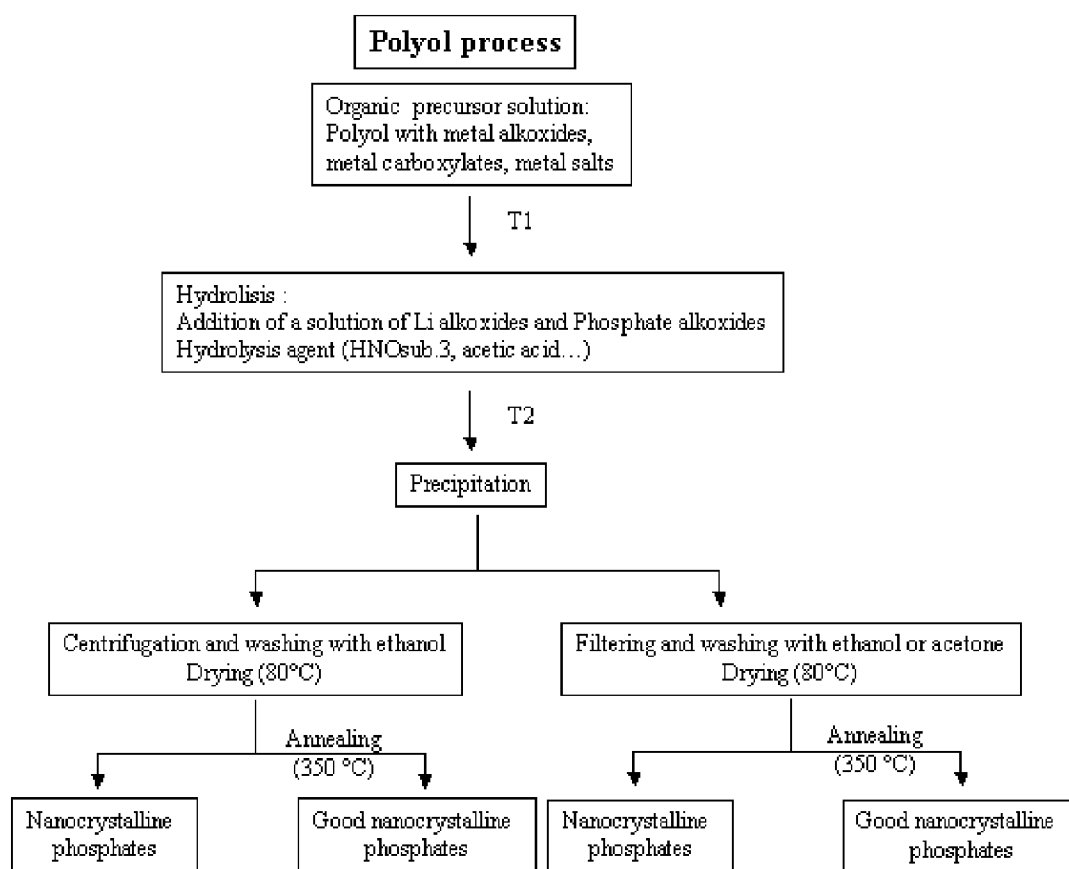 Polyol process
Organic precursor solution:
Polyol with metal alkoxides,
metal carboxylates, metal salts
T1
Hydrolisis :
Addition of a solution of Li alkoxides and Phosphate alkoxides
Hydrolysis agent (HNOsub.3, acetic acid...)
T2
Precipitation
Centrifugation and washing with ethanol
Drying (80°C)
Filtering and washing with ethanol or acetone
Drying (80°C)
Annealing
(350 °C)
Annealing
(350 °C)
Nanocrystalline
phosphates
Good nanocrystalline
phosphates
Nanocrystalline
phosphates
Good nanocrystalline
phosphates